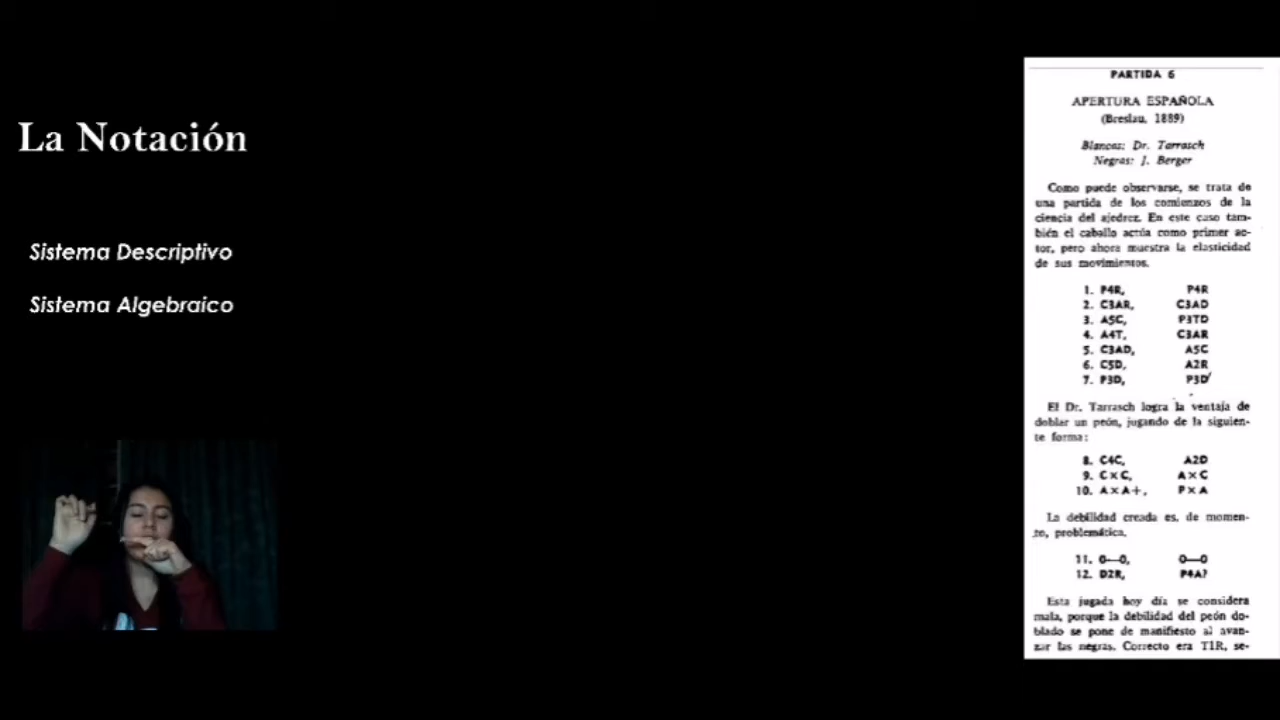 La Notación
Sistema Descriptivo
Sistema Algebraico
PARTIDA 6
APERTURA ESPAÑOLA
(Breslau, 1889)
Blancas: Dr. Tarrasch
Negras: J. Berger
Como puede observarse, se trata de
una partida de los comienzos de la
ciencia del ajedrez. En este caso tam-
bién el caballo actúa como primer ac-
tor, pero ahora muestra la elasticidad
de sus movimientos.
1. P4R, P4R
2. C3AR, C3AD
3. A5C, P3TD
4. A4T, C3AR
5. C3AD, A5C
6. C5D, A2R
7. P3D, P3D
El Dr. Tarrasch logra la ventaja de
doblar un peón, jugando de la siguien-
te forma:
8. C4C, A2D
9. C×C, A×C
10. A×A+, P×A
La debilidad creada es, de momen-
to, problemática.
11. 0—0, 0—0
12. D2R, P4A?
Esta jugada hoy día se considera
mala, porque la debilidad del peón do-
blado se pone de manifiesto al avan-
zar las negras. Correcto era T1R, se-